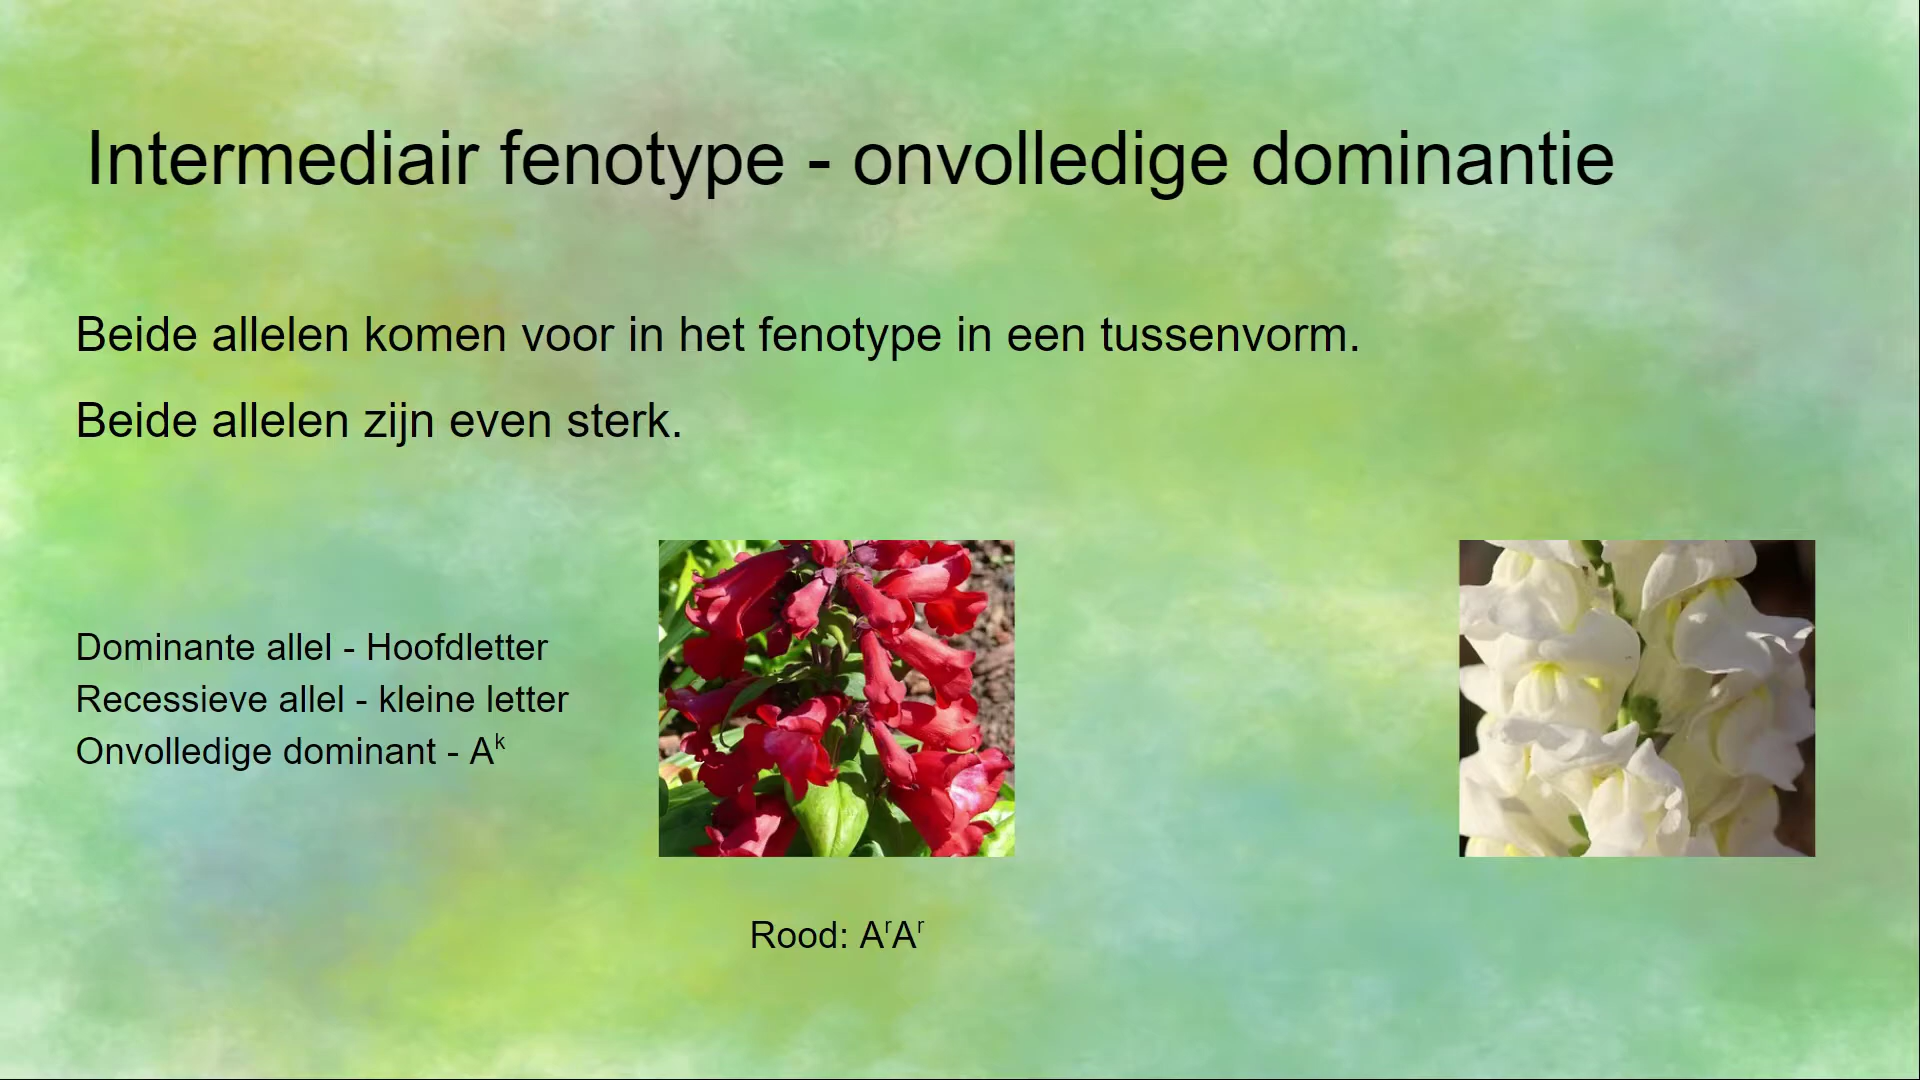 Intermediair fenotype - onvolledige dominantie
Beide allelen komen voor in het fenotype in een tussenvorm.
Beide allelen zijn even sterk.
Dominante allel - Hoofdletter
Recessieve allel - kleine letter
Onvolledige dominant - Aᵏ
Rood: AʳAʳ